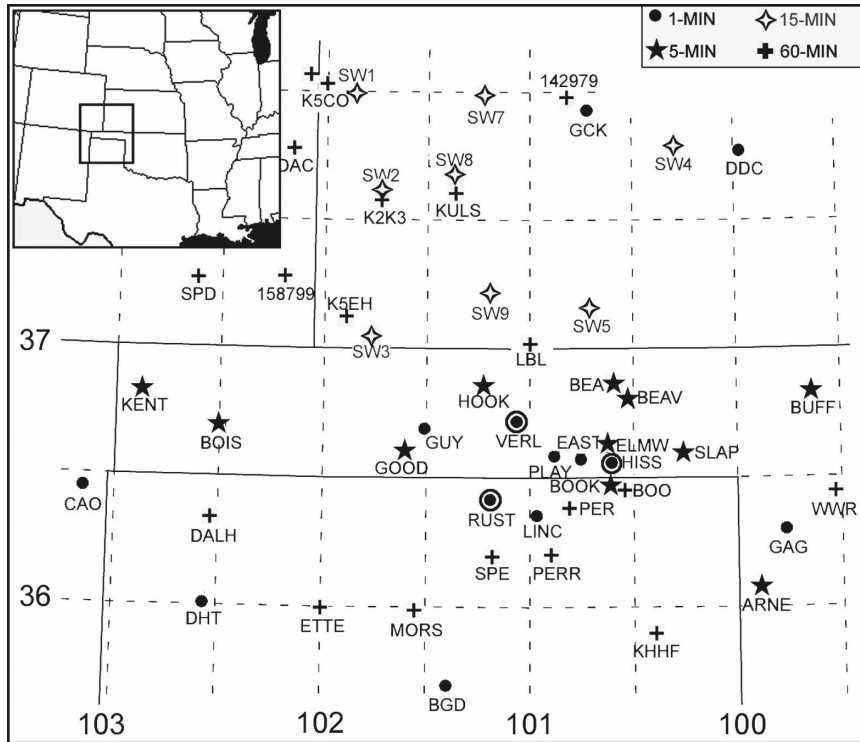 1-MIN 15-MIN
5-MIN 60-MIN
SW1
K5CO
SW7
142979
GCK
SW4
DDC
DAC
SW2
SW8
K2K3
KULS
SPD
158799
K5EH
SW9
SW5
37
SW3
LBL
KENT
HOOK
BEA
BEAV
BUFF
BOIS
GUY
VERL
EAST
ELMW
SLAP
GOOD
PLAY
HISS
CAO
BOOK
BOO
WWR
DALH
RUST
LINC
PER
GAG
SPE
PERR
36
DHT
ETTE
MORS
ARNE
KHHF
BGD
103 102 101 100